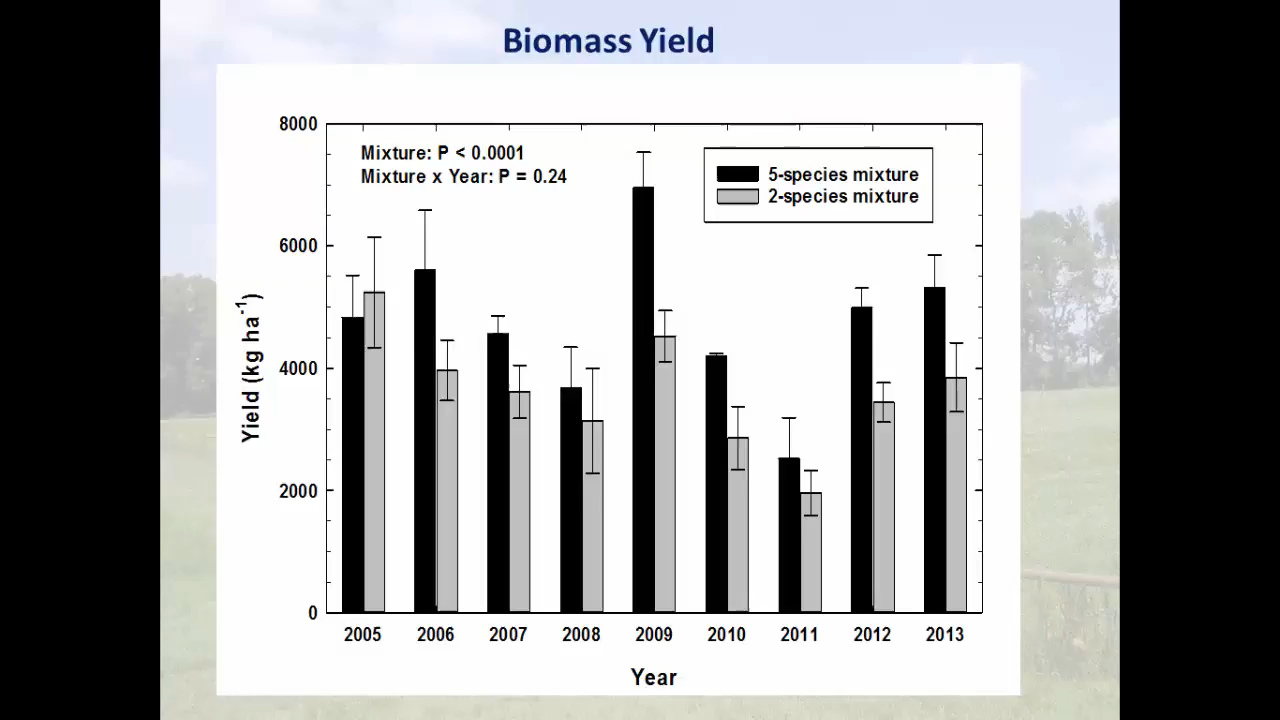 Biomass Yield
Mixture: P < 0.0001
Mixture x Year: P = 0.24
5-species mixture
2-species mixture
8000
6000
4000
2000
0
Yield (kg ha⁻¹)
2005 2006 2007 2008 2009 2010 2011 2012 2013
Year